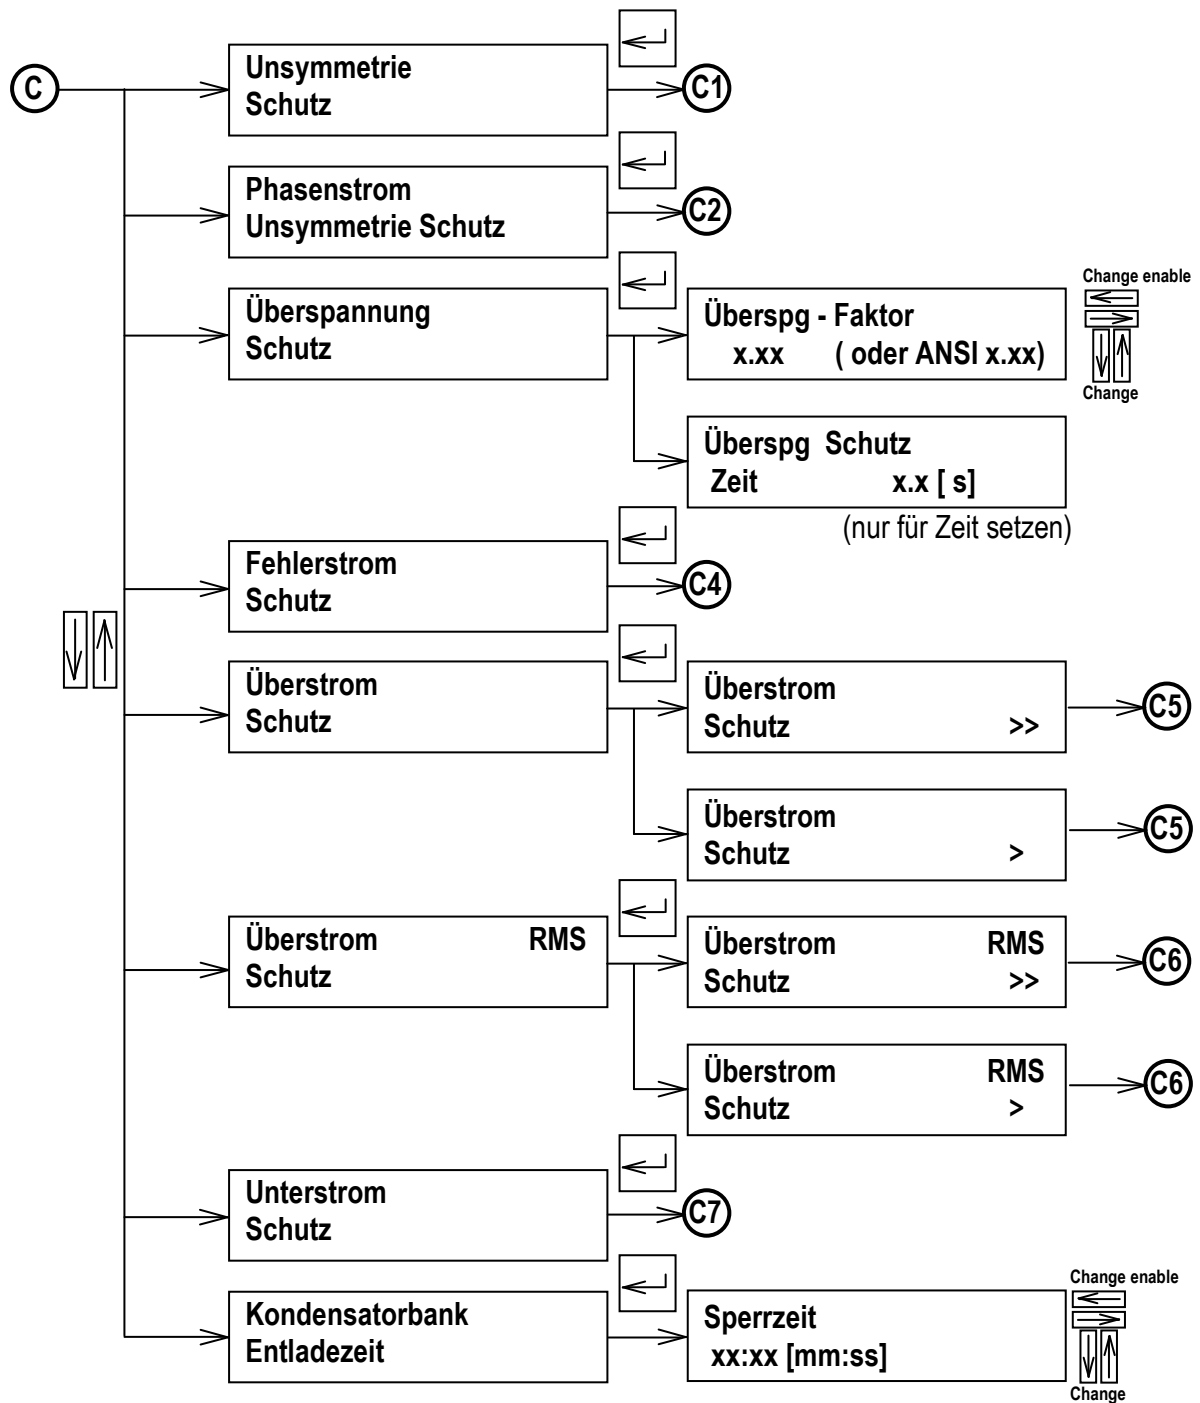 C
Unsymmetrie
Schutz
C1
Phasenstrom
Unsymmetrie Schutz
C2
Überspannung
Schutz
Überspg - Faktor
x.xx ( oder ANSI x.xx)
Change enable
Change
Überspg Schutz
Zeit x.x [ s]
(nur für Zeit setzen)
Fehlerstrom
Schutz
C4
Überstrom
Schutz
Überstrom
Schutz >>
C5
Überstrom
Schutz >
C5
Überstrom RMS
Schutz
Überstrom RMS
Schutz >>
C6
Überstrom RMS
Schutz >
C6
Unterstrom
Schutz
C7
Kondensatorbank
Entladezeit
Sperrzeit
xx:xx [mm:ss]
Change enable
Change